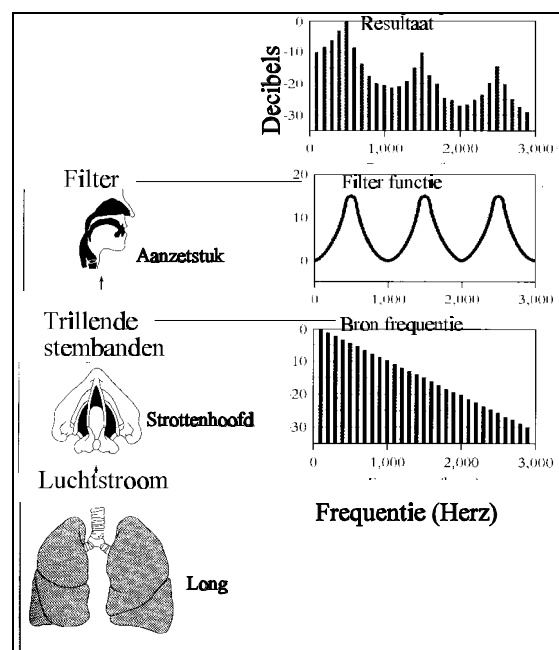 Resultaat
Decibels
-10
-20
-30
0
1,000
2,000
3,000
Filter
Filter functie
20
10
0
0
1,000
2,000
3,000
Aanzetstuk
Trillende
stembanden
Bron frequentie
0
10
20
30
0
1,000
2,000
3,000
Strottenhoofd
Luchtstroom
Frequentie (Herz)
Long